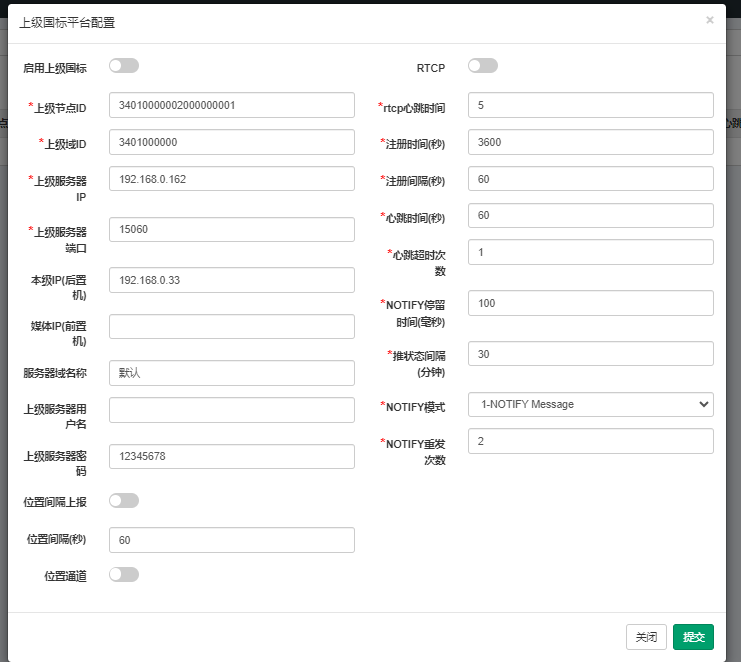 上级国标平台配置
×
启用上级国标
*上级节点ID
34010000002000000001
*上级域ID
3401000000
*上级服务器
IP
192.168.0.162
*上级服务器
端口
15060
本级IP(后置
机)
192.168.0.33
媒体IP(前置
机)
服务器域名称
默认
上级服务器用
户名
上级服务器密
码
12345678
位置间隔上报
位置间隔(秒)
60
位置通道
RTCP
*rtcp心跳时间
5
*注册时间(秒)
3600
*注册间隔(秒)
60
*心跳时间(秒)
60
*心跳超时次
数
1
*NOTIFY停留
时间(毫秒)
100
*推状态间隔
(分钟)
30
*NOTIFY模式
1-NOTIFY Message
*NOTIFY重发
次数
2
关闭
提交